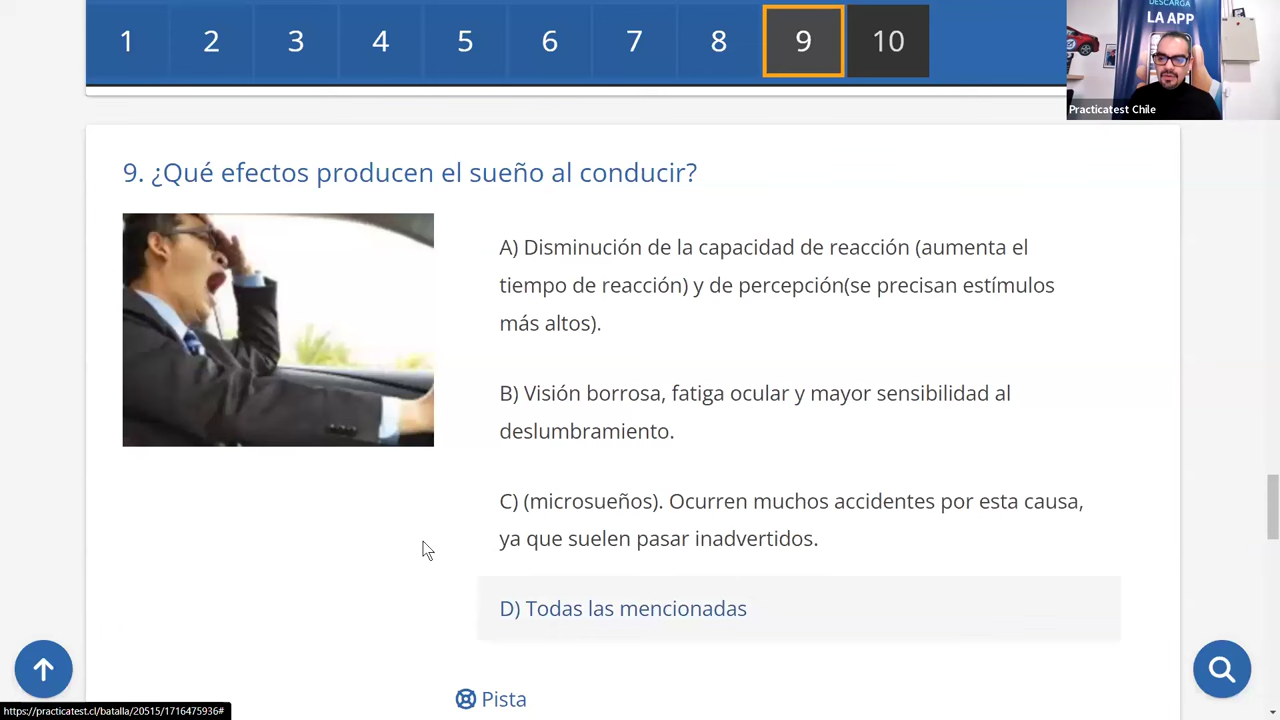 1 2 3 4 5 6 7 8 9 10
DESCARGA
LA APP
Practicatest Chile
9. ¿Qué efectos producen el sueño al conducir?
A) Disminución de la capacidad de reacción (aumenta el
tiempo de reacción) y de percepción(se precisan estímulos
más altos).
B) Visión borrosa, fatiga ocular y mayor sensibilidad al
deslumbramiento.
C) (microsueños). Ocurren muchos accidentes por esta causa,
ya que suelen pasar inadvertidos.
D) Todas las mencionadas
Pista
https://practicatest.cl/batalla/20515/1716475936#